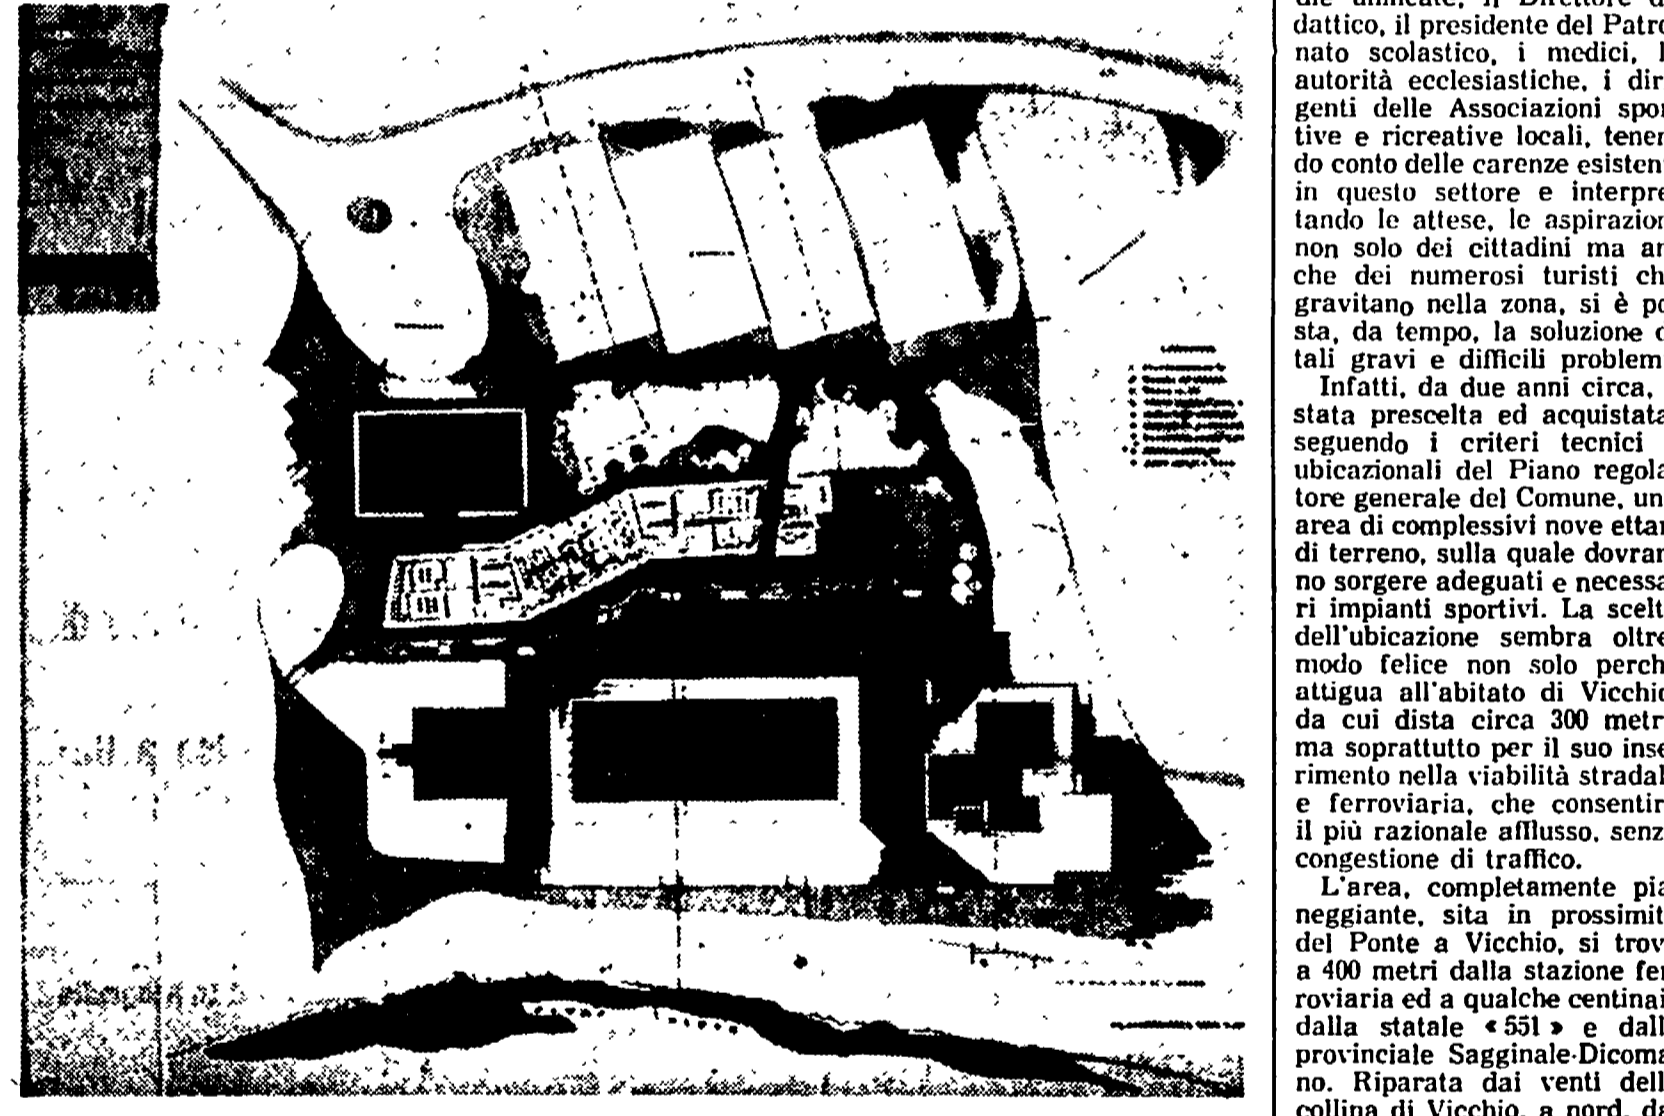 dattico, il presidente del Patro
nato scolastico, i medici, l
autorità ecclesiastiche, i dir
genti delle Associazioni spor
tive e ricreative locali, tenen
do conto delle carenze esistent
in questo settore e interpre
tando le attese, le aspirazion
non solo dei cittadini ma an
che dei numerosi turisti ch
gravitano nella zona, si è po
sta, da tempo, la soluzione d
tali gravi e difficili problem
Infatti, da due anni circa,
stata prescelta ed acquistata
seguendo i criteri tecnici
ubicazionali del Piano regola
tore generale del Comune, un
area di complessivi nove ettar
di terreno, sulla quale dovran
no sorgere adeguati e necessa
ri impianti sportivi. La scelt
dell'ubicazione sembra oltre
modo felice non solo perch
attigua all'abitato di Vicchio
da cui dista circa 300 metr
ma soprattutto per il suo inse
rimento nella viabilità stradal
e ferroviaria, che consentir
il più razionale afflusso, senz
congestione di traffico.
L'area, completamente pia
neggiante, sita in prossimit
del Ponte a Vicchio, si trov
a 400 metri dalla stazione fer
roviaria ed a qualche centinai
dalla statale « 551 » e dall
provinciale Sagginale-Dicoma
no. Riparata dai venti dell
collina di Vicchio, a nord, da